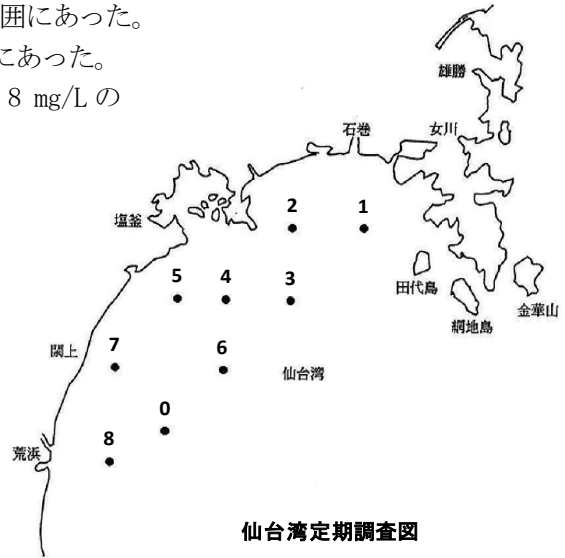 囲にあった。
にあった。
8 mg/L の
雄勝
石巻
女川
塩釜
2
1
5
4
3
田代島
網地島
金華山
閖上
7
6
仙台湾
0
荒浜
8
仙台湾定期調査図